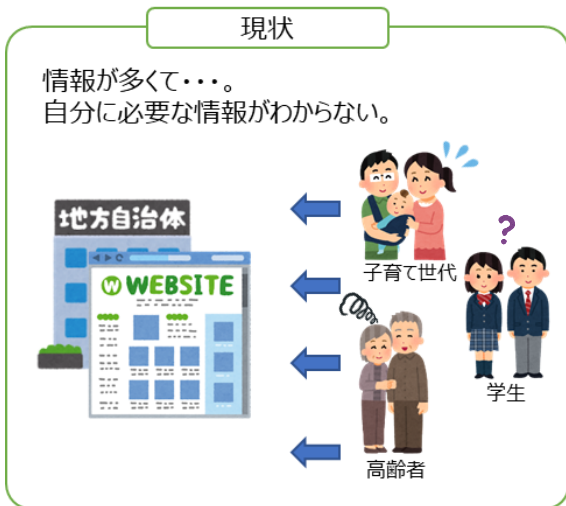 現状
情報が多くて・・・。
自分に必要な情報がわからない。
地方自治体
W WEBSITE
子育て世代
?
学生
高齢者